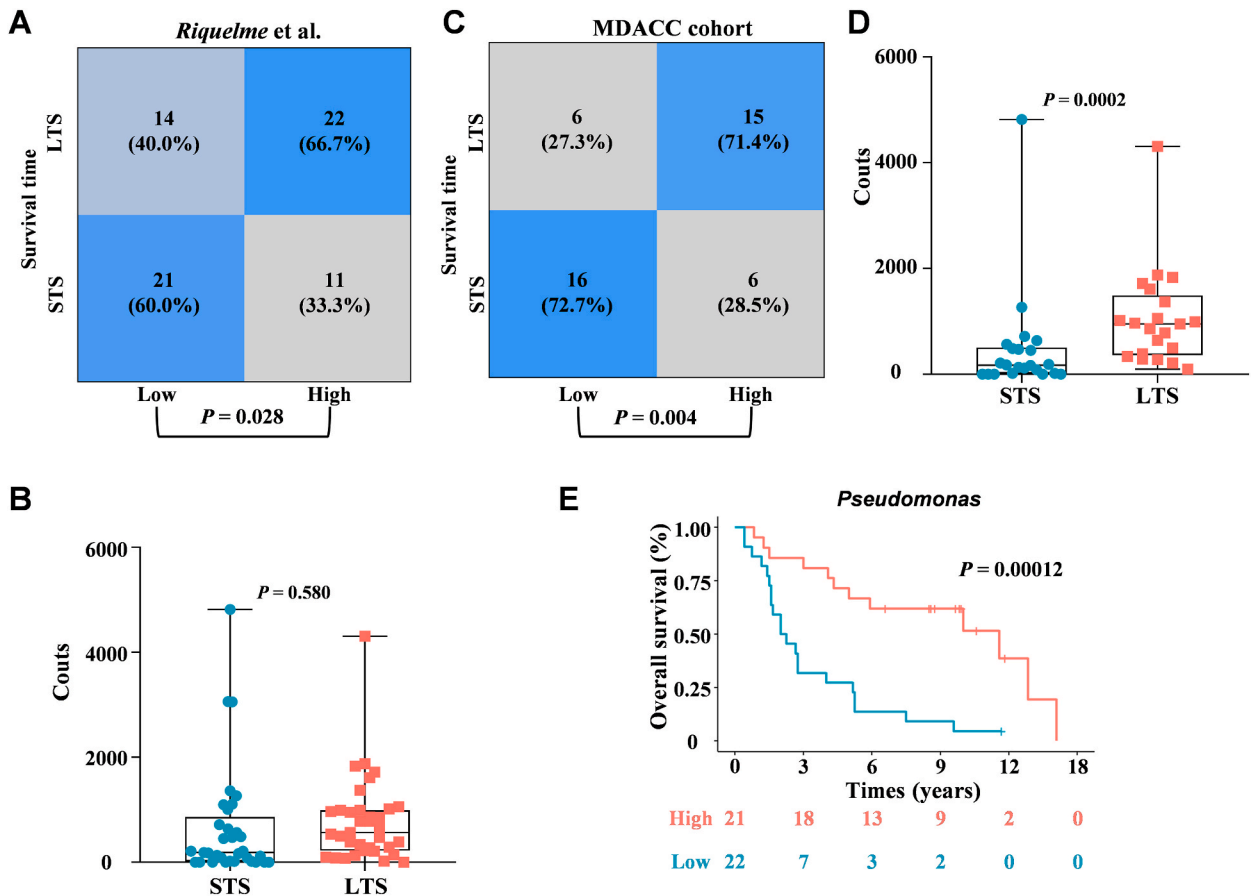 A
Riquelme et al.
Survival time
LTS
STS
14
(40.0%)
22
(66.7%)
21
(60.0%)
11
(33.3%)
Low
High
P = 0.028
C
MDACC cohort
Survival time
LTS
STS
6
(27.3%)
15
(71.4%)
16
(72.7%)
6
(28.5%)
Low
High
P = 0.004
D
Couts
6000
4000
2000
0
P = 0.0002
STS
LTS
B
Couts
6000
4000
2000
0
P = 0.580
STS
LTS
E
Pseudomonas
Overall survival (%)
1.00
0.75
0.50
0.25
0
P = 0.00012
0 3 6 9 12 18
Times (years)
High 21 18 13 9 2 0
Low 22 7 3 2 0 0